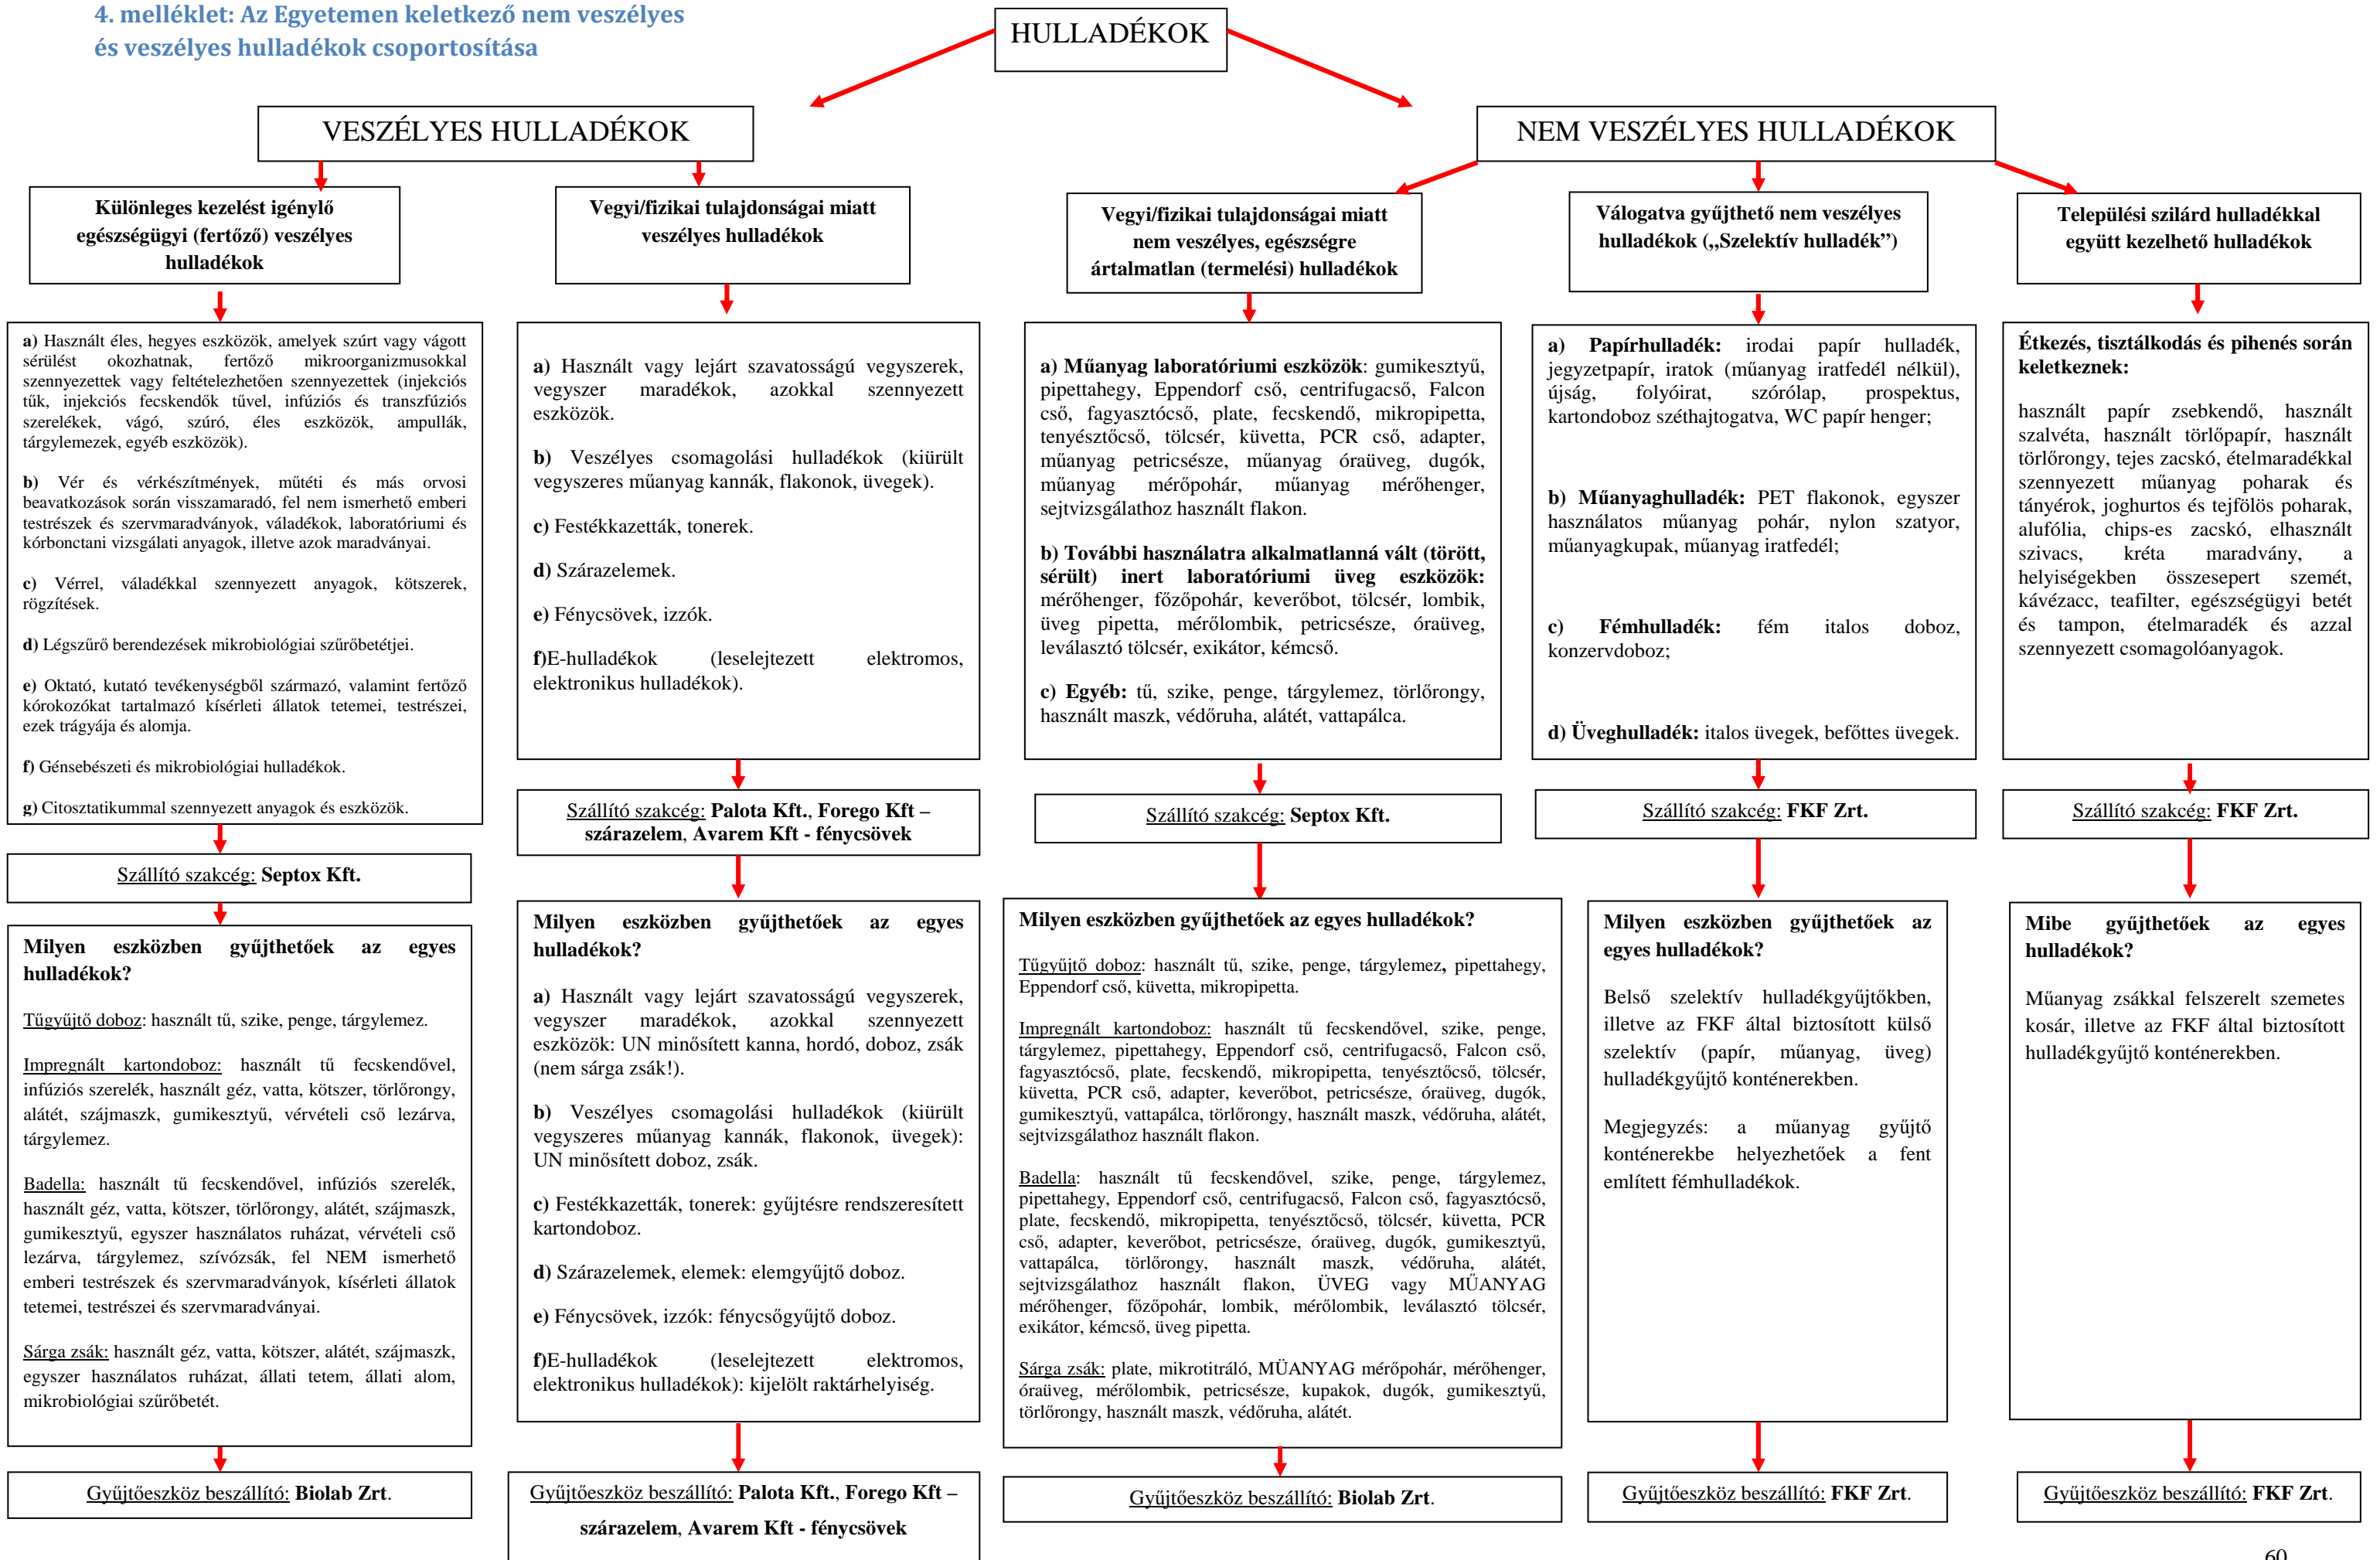 4. melléklet: Az Egyetemen keletkező nem veszélyes
és veszélyes hulladékok csoportosítása
HULLADÉKOK
VESZÉLYES HULLADÉKOK
NEM VESZÉLYES HULLADÉKOK
Különleges kezelést igénylő
egészségügyi (fertőző) veszélyes
hulladékok
Vegyi/fizikai tulajdonságai miatt
veszélyes hulladékok
Vegyi/fizikai tulajdonságai miatt
nem veszélyes, egészségre
ártalmatlan (termelési) hulladékok
Válogatva gyűjthető nem veszélyes
hulladékok („Szelektív hulladék”)
Települési szilárd hulladékkal
együtt kezelhető hulladékok
a) Használt éles, hegyes eszközök, amelyek szúrt vagy vágott
sérülést okozhatnak, fertőző mikroorganizmusokkal
szennyezettek vagy feltételezhetően szennyezettek (injekciós
tűk, injekciós fecskendők tűvel, infúziós és transzfúziós
szerelékek, vágó, szúró, éles eszközök, ampullák,
tárgylemezek, egyéb eszközök).
b) Vér és vérkészítmények, műtéti és más orvosi
beavatkozások során visszamaradó, fel nem ismerhető emberi
testrészek és szervmaradványok, váladékok, laboratóriumi és
kórbonctani vizsgálati anyagok, illetve azok maradványai.
c) Vérrel, váladékkal szennyezett anyagok, kötszerek,
rögzítések.
d) Légszűrő berendezések mikrobiológiai szűrőbetétjei.
e) Oktató, kutató tevékenységből származó, valamint fertőző
kórokozókat tartalmazó kísérleti állatok tetemei, testrészei,
ezek trágyája és alomja.
f) Génsebészeti és mikrobiológiai hulladékok.
g) Citosztatikummal szennyezett anyagok és eszközök.
a) Használt vagy lejárt szavatosságú vegyszerek,
vegyszer maradékok, azokkal szennyezett
eszközök.
b) Veszélyes csomagolási hulladékok (kiürült
vegyszeres műanyag kannák, flakonok, üvegek).
c) Festékkazetták, tonerek.
d) Szárazelemek.
e) Fénycsövek, izzók.
f)E-hulladékok (leselejtezett elektromos,
elektronikus hulladékok).
a) Műanyag laboratóriumi eszközök: gumikesztyű,
pipettahegy, Eppendorf cső, centrifugacső, Falcon
cső, fagyasztócső, plate, fecskendő, mikropipetta,
tenyésztőcső, tölcsér, küvetta, PCR cső, adapter,
műanyag petricsésze, műanyag óraüveg, dugók,
műanyag mérőpohár, műanyag mérőhenger,
sejtvizsgálathoz használt flakon.
b) További használatra alkalmatlanná vált (törött,
sérült) inert laboratóriumi üveg eszközök:
mérőhenger, főzőpohár, keverőbot, tölcsér, lombik,
üveg pipetta, mérőlombik, petricsésze, óraüveg,
leválasztó tölcsér, exikátor, kémcső.
c) Egyéb: tű, szike, penge, tárgylemez, törlőrongy,
használt maszk, védőruha, alátét, vattapálca.
a) Papírhulladék: irodai papír hulladék,
jegyzetpapír, iratok (műanyag iratfedél nélkül),
újság, folyóirat, szórólap, prospektus,
kartondoboz széthajtogatva, WC papír henger;
b) Műanyaghulladék: PET flakonok, egyszer
használatos műanyag pohár, nylon szatyor,
műanyagkupak, műanyag iratfedél;
c) Fémhulladék: fém italos doboz,
konzervdoboz;
d) Üveghulladék: italos üvegek, befőttes üvegek.
Étkezés, tisztálkodás és pihenés során
keletkeznek:
használt papír zsebkendő, használt
szalvéta, használt törlőpapír, használt
törlőrongy, tejes zacskó, ételmaradékkal
szennyezett műanyag poharak és
tányérok, joghurtos és tejfölös poharak,
alufólia, chips-es zacskó, elhasznált
szivacs, kréta maradvány, a
helyiségekben összesepert szemét,
kávézacc, teafilter, egészségügyi betét
és tampon, ételmaradék és azzal
szennyezett csomagolóanyagok.
Szállító szakcég: Septox Kft.
Szállító szakcég: Palota Kft., Forego Kft –
szárazelem, Avarem Kft - fénycsövek
Szállító szakcég: Septox Kft.
Szállító szakcég: FKF Zrt.
Szállító szakcég: FKF Zrt.
Milyen eszközben gyűjthetőek az egyes
hulladékok?
Tűgyűjtő doboz: használt tű, szike, penge, tárgylemez.
Impregnált kartondoboz: használt tű fecskendővel,
infúziós szerelék, használt géz, vatta, kötszer, törlőrongy,
alátét, szájmaszk, gumikesztyű, vérvételi cső lezárva,
tárgylemez.
Badella: használt tű fecskendővel, infúziós szerelék,
használt géz, vatta, kötszer, törlőrongy, alátét, szájmaszk,
gumikesztyű, egyszer használatos ruházat, vérvételi cső
lezárva, tárgylemez, szívózsák, fel NEM ismerhető
emberi testrészek és szervmaradványok, kísérleti állatok
tetemei, testrészei és szervmaradványai.
Sárga zsák: használt géz, vatta, kötszer, alátét, szájmaszk,
egyszer használatos ruházat, állati tetem, állati alom,
mikrobiológiai szűrőbetét.
Milyen eszközben gyűjthetőek az egyes
hulladékok?
a) Használt vagy lejárt szavatosságú vegyszerek,
vegyszer maradékok, azokkal szennyezett
eszközök: UN minősített kanna, hordó, doboz, zsák
(nem sárga zsák!).
b) Veszélyes csomagolási hulladékok (kiürült
vegyszeres műanyag kannák, flakonok, üvegek):
UN minősített doboz, zsák.
c) Festékkazetták, tonerek: gyűjtésre rendszeresített
kartondoboz.
d) Szárazelemek, elemek: elemgyűjtő doboz.
e) Fénycsövek, izzók: fénycsőgyűjtő doboz.
f)E-hulladékok (leselejtezett elektromos,
elektronikus hulladékok): kijelölt raktárhelyiség.
Milyen eszközben gyűjthetőek az egyes hulladékok?
Tűgyűjtő doboz: használt tű, szike, penge, tárgylemez, pipettahegy,
Eppendorf cső, küvetta, mikropipetta.
Impregnált kartondoboz: használt tű fecskendővel, szike, penge,
tárgylemez, pipettahegy, Eppendorf cső, centrifugacső, Falcon cső,
fagyasztócső, plate, fecskendő, mikropipetta, tenyésztőcső, tölcsér,
küvetta, PCR cső, adapter, keverőbot, petricsésze, óraüveg, dugók,
gumikesztyű, vattapálca, törlőrongy, használt maszk, védőruha, alátét,
sejtvizsgálathoz használt flakon.
Badella: használt tű fecskendővel, szike, penge, tárgylemez,
pipettahegy, Eppendorf cső, centrifugacső, Falcon cső, fagyasztócső,
plate, fecskendő, mikropipetta, tenyésztőcső, tölcsér, küvetta, PCR
cső, adapter, keverőbot, petricsésze, óraüveg, dugók, gumikesztyű,
vattapálca, törlőrongy, használt maszk, védőruha, alátét,
sejtvizsgálathoz használt flakon, ÜVEG vagy MŰANYAG
mérőhenger, főzőpohár, lombik, mérőlombik, leválasztó tölcsér,
exikátor, kémcső, üveg pipetta.
Sárga zsák: plate, mikrotitráló, MÜANYAG mérőpohár, mérőhenger,
óraüveg, mérőlombik, petricsésze, kupakok, dugók, gumikesztyű,
törlőrongy, használt maszk, védőruha, alátét.
Milyen eszközben gyűjthetőek az
egyes hulladékok?
Belső szelektív hulladékgyűjtőkben,
illetve az FKF által biztosított külső
szelektív (papír, műanyag, üveg)
hulladékgyűjtő konténerekben.
Megjegyzés: a műanyag gyűjtő
konténerekbe helyezhetőek a fent
említett fémhulladékok.
Mibe gyűjthetőek az egyes
hulladékok?
Műanyag zsákkal felszerelt szemetes
kosár, illetve az FKF által biztosított
hulladékgyűjtő konténerekben.
Gyűjtőeszköz beszállító: Biolab Zrt.
Gyűjtőeszköz beszállító: Palota Kft., Forego Kft –
szárazelem, Avarem Kft - fénycsövek
Gyűjtőeszköz beszállító: Biolab Zrt.
Gyűjtőeszköz beszállító: FKF Zrt.
Gyűjtőeszköz beszállító: FKF Zrt.
60